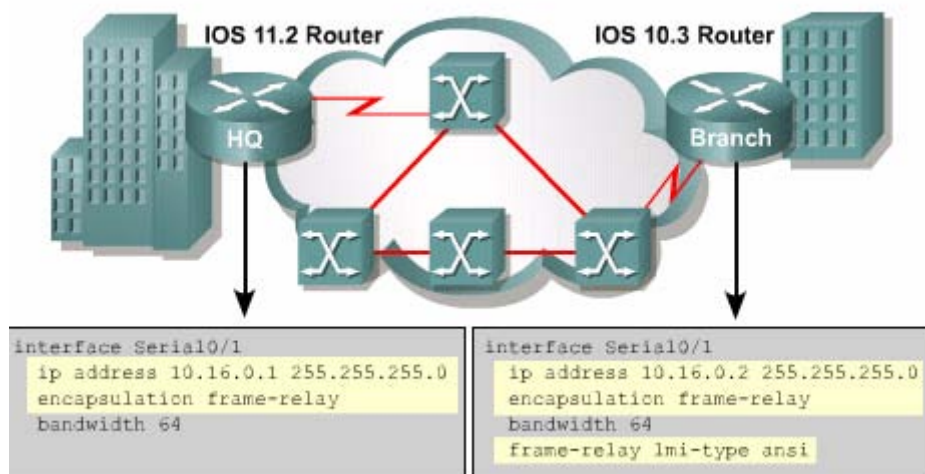 IOS 11.2 Router
IOS 10.3 Router
HQ
Branch
interface Serial0/1
ip address 10.16.0.1 255.255.255.0
encapsulation frame-relay
bandwidth 64
interface Serial0/1
ip address 10.16.0.2 255.255.255.0
encapsulation frame-relay
bandwidth 64
frame-relay lmi-type ansi